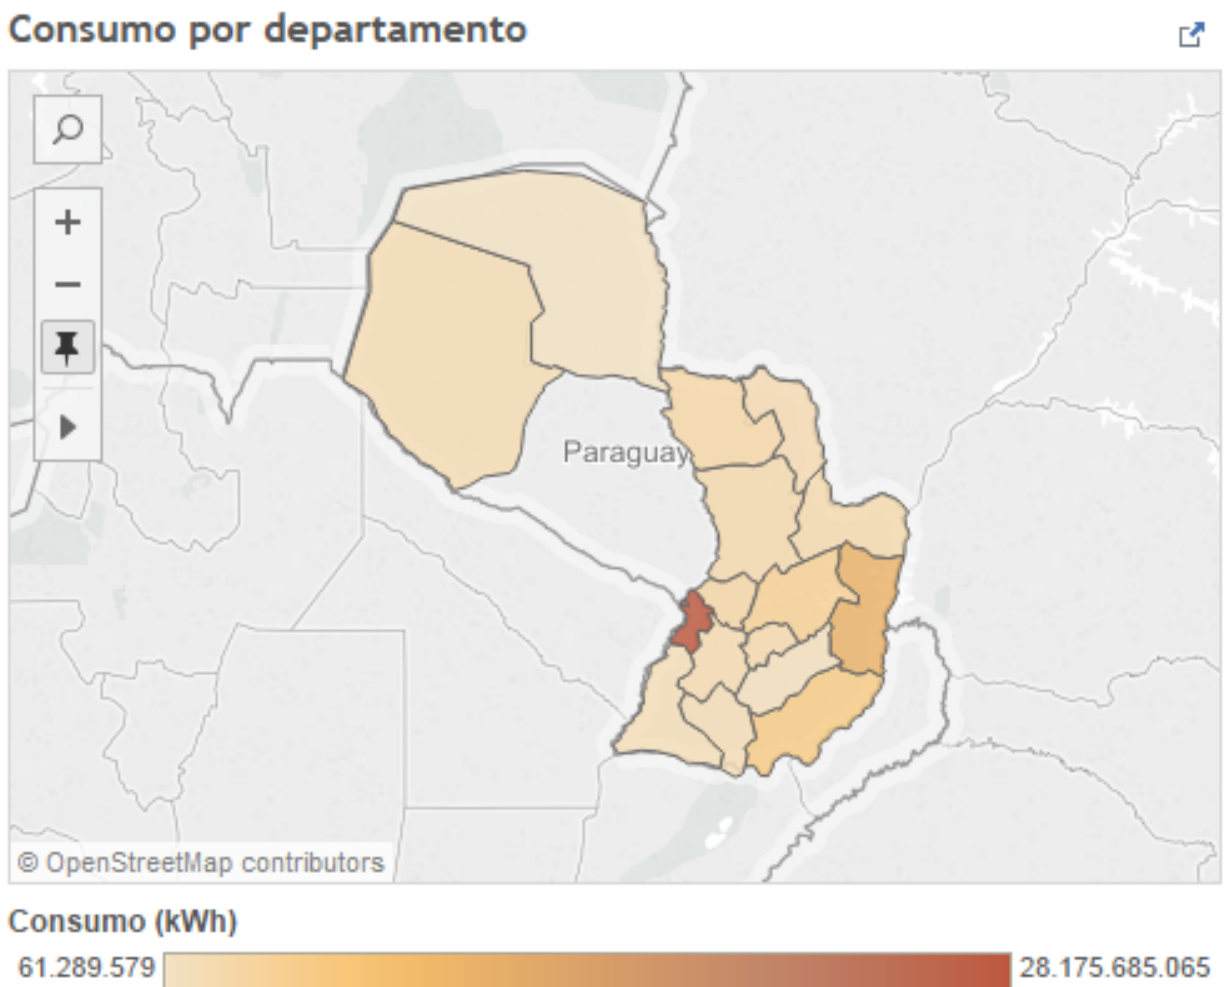 Consumo por departamento
Paraguay
© OpenStreetMap contributors
Consumo (kWh)
61.289.579 28.175.685.065